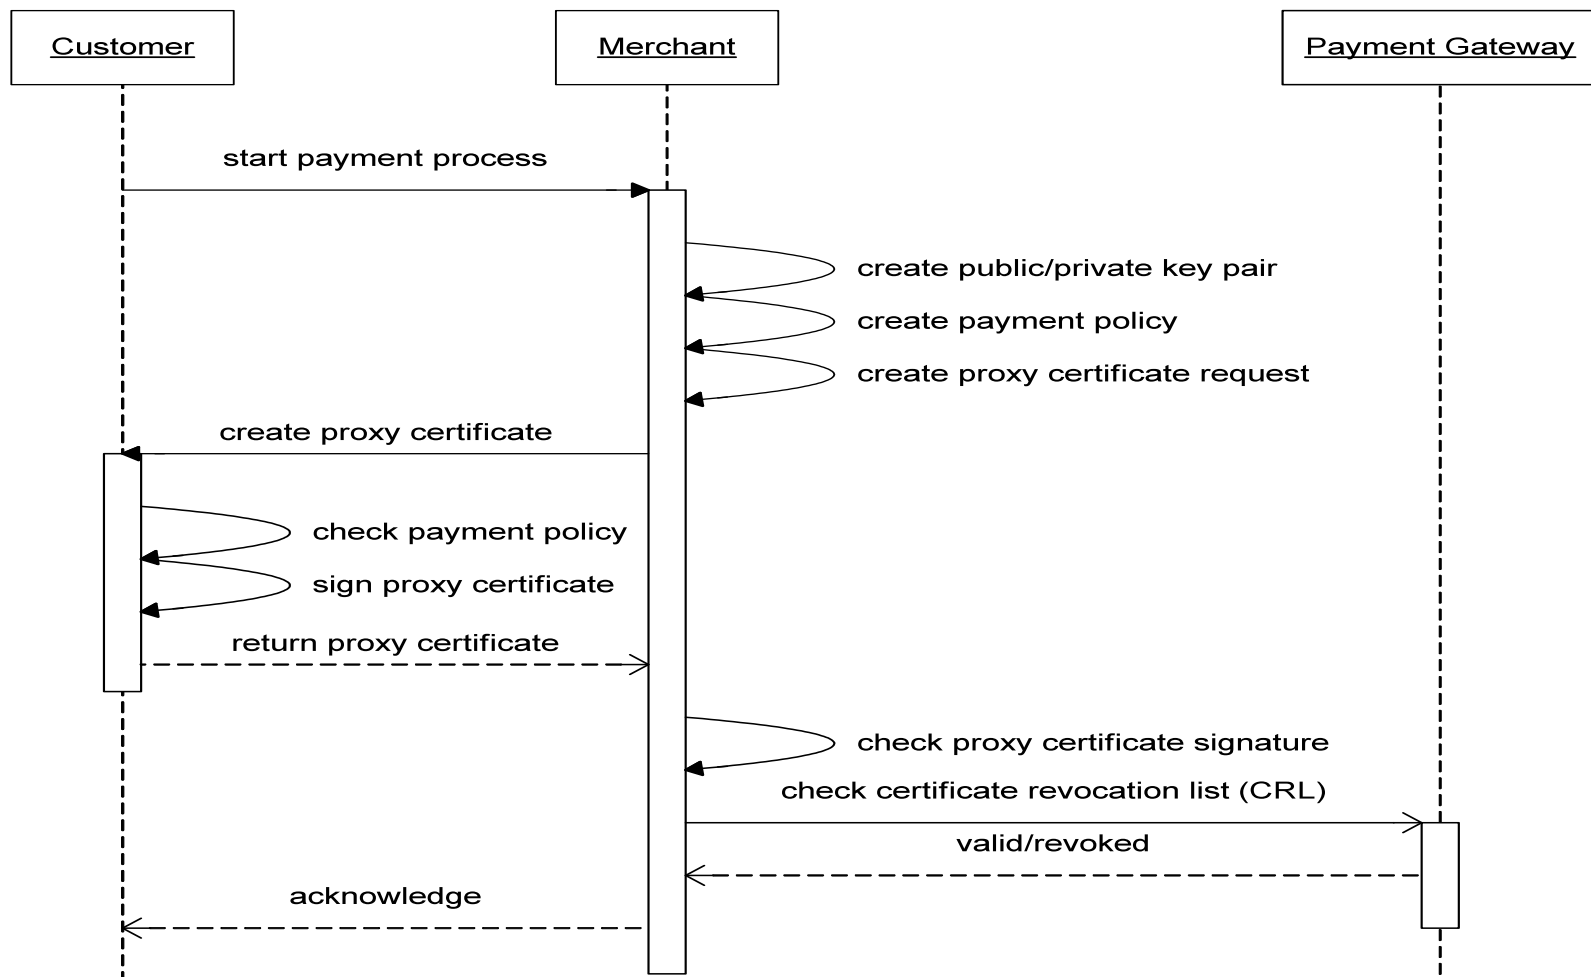 Customer
Merchant
Payment Gateway
start payment process
create public/private key pair
create payment policy
create proxy certificate request
create proxy certificate
check payment policy
sign proxy certificate
return proxy certificate
check proxy certificate signature
check certificate revocation list (CRL)
valid/revoked
acknowledge